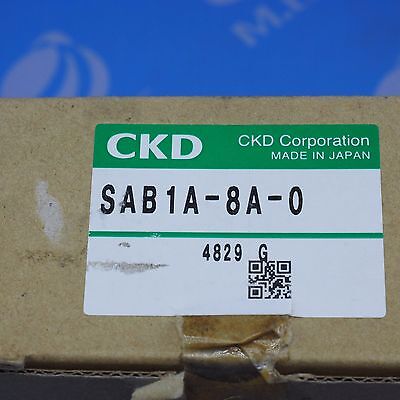 CKD
CKD Corporation
MADE IN JAPAN
SAB1A-8A-0
4829 G